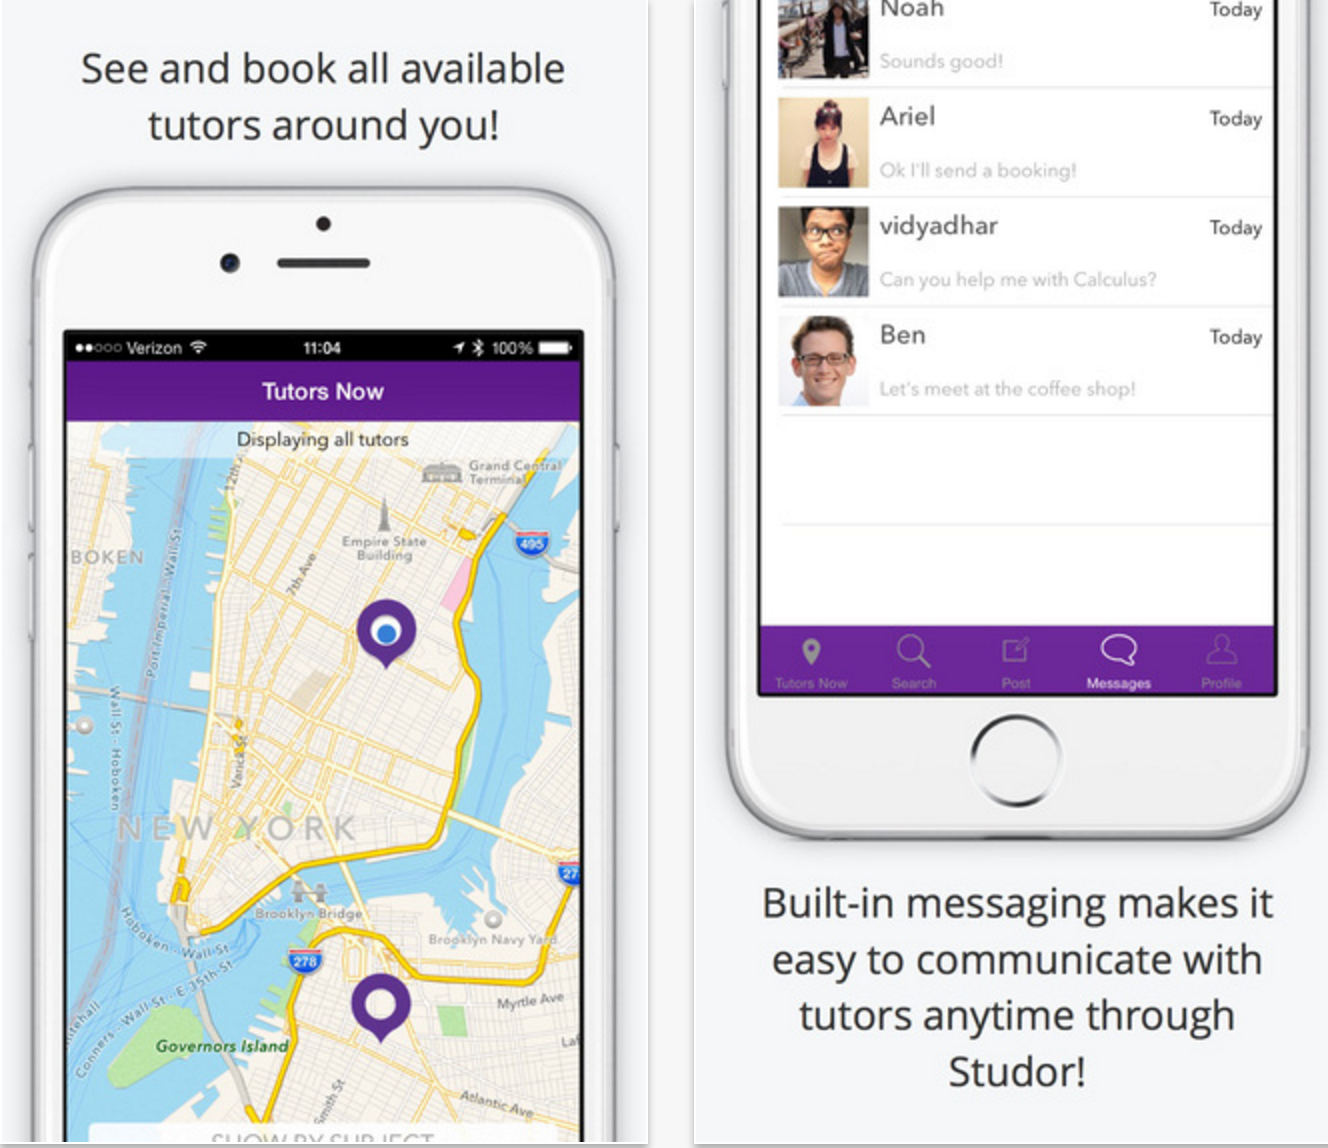 See and book all available
tutors around you!
Verizon
11:04
100%
Tutors Now
Displaying all tutors
12th A
Grand Central
Terminal
Empire State
Building
495
BOKEN
7th Ave
Port Imperial - Wall St
Wall St - Hoboken
Varick St
NEW YORK
27
Brooklyn Bridge
Hoboken - Wall St
Brooklyn Navy Yard
278
Connors - Wall St - E 35th St
Myrtle Ave
itehall
Governors Island
Laf
Smith St
Atlantic Ave
SHOW BY SUBJECT
Noah
Today
Sounds good!
Ariel
Today
Ok I'll send a booking!
vidyadhar
Today
Can you help me with Calculus?
Ben
Today
Let's meet at the coffee shop!
Tutors Now
Search
Post
Messages
Profile
Built-in messaging makes it
easy to communicate with
tutors anytime through
Studor!